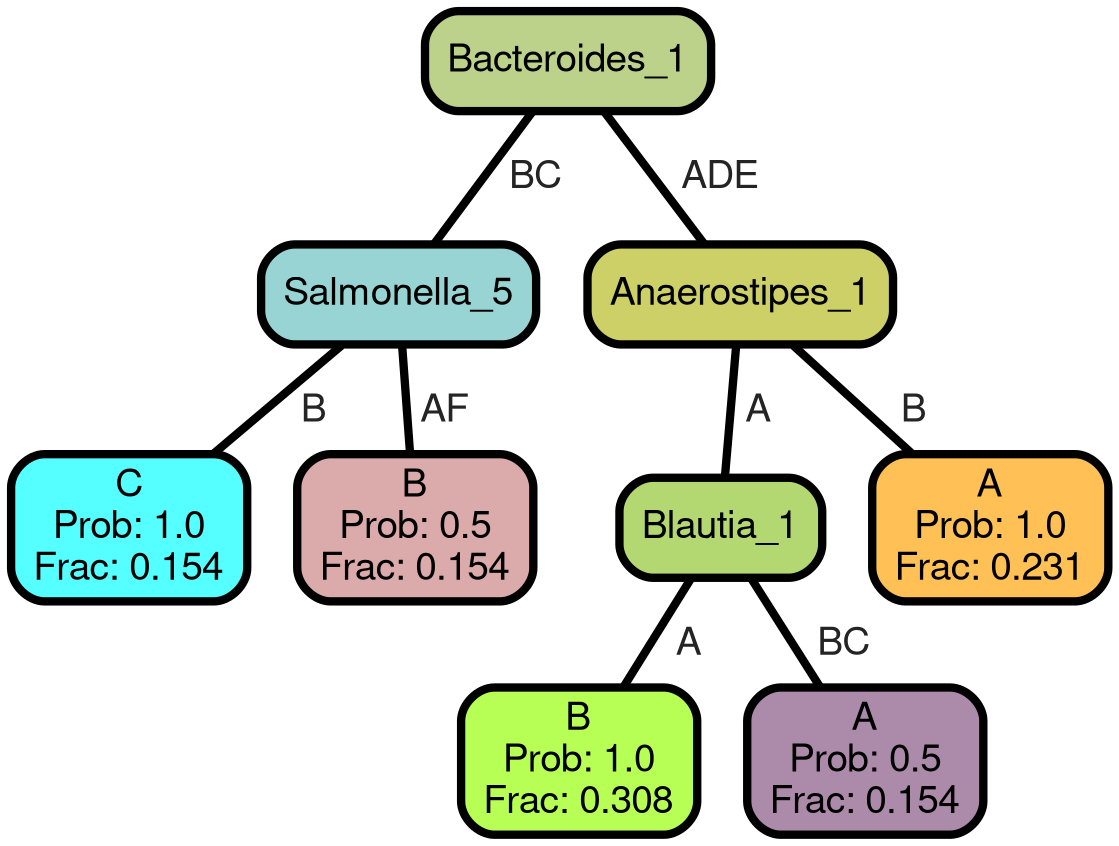 Bacteroides_1
BC
ADE
Salmonella_5
Anaerostipes_1
B
AF
A
B
C
Prob: 1.0
Frac: 0.154
B
Prob: 0.5
Frac: 0.154
Blautia_1
A
Prob: 1.0
Frac: 0.231
A
BC
B
Prob: 1.0
Frac: 0.308
A
Prob: 0.5
Frac: 0.154